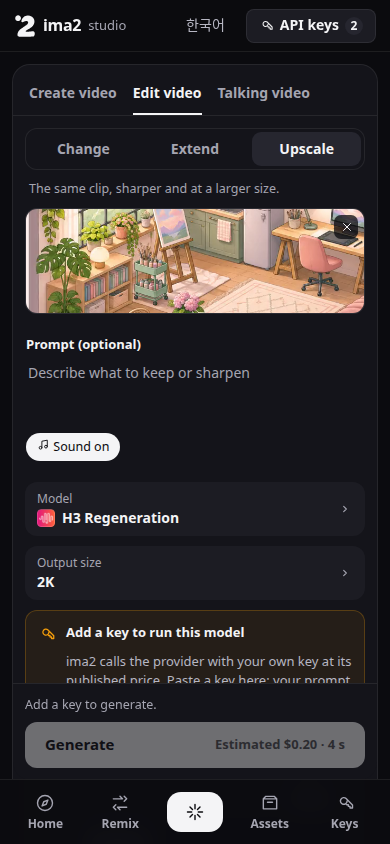 ima2 studio
한국어
API keys 2
Create video
Edit video
Talking video
Change
Extend
Upscale
The same clip, sharper and at a larger size.
Prompt (optional)
Describe what to keep or sharpen
Sound on
Model
H3 Regeneration
Output size
2K
Add a key to run this model
ima2 calls the provider with your own key at its
published price. Paste a key here; your prompt
Add a key to generate.
Generate
Estimated $0.20 · 4 s
Home
Remix
Assets
Keys